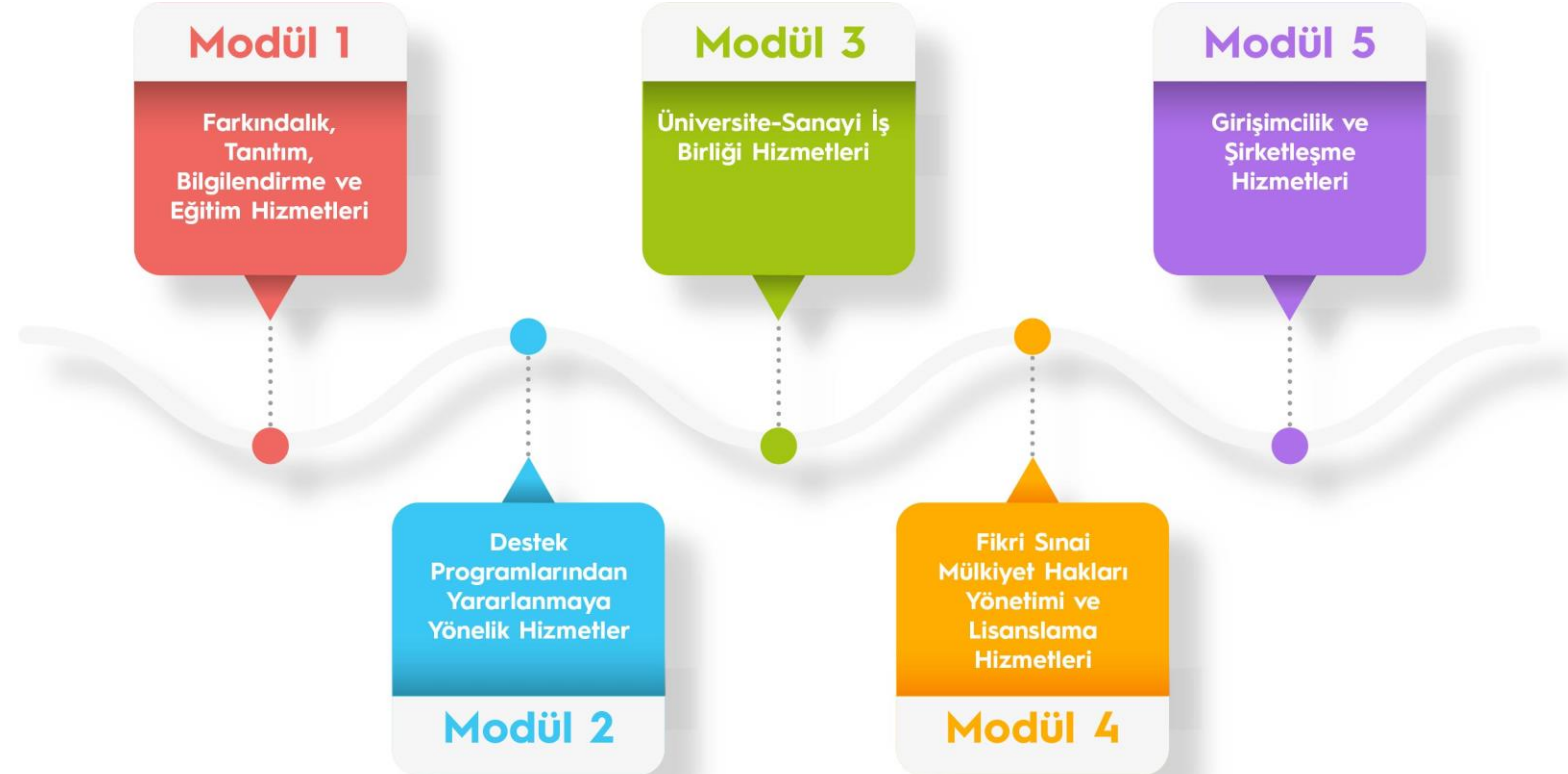 Modül 1
Farkındalık,
Tanıtım,
Bilgilendirme ve
Eğitim Hizmetleri
Destek
Programlarından
Yararlanmaya
Yönelik Hizmetler
Modül 2
Modül 3
Üniversite-Sanayi İş
Birliği Hizmetleri
Fikri Sınai
Mülkiyet Hakları
Yönetimi ve
Lisanslama
Hizmetleri
Modül 4
Modül 5
Girişimcilik ve
Şirketleşme
Hizmetleri